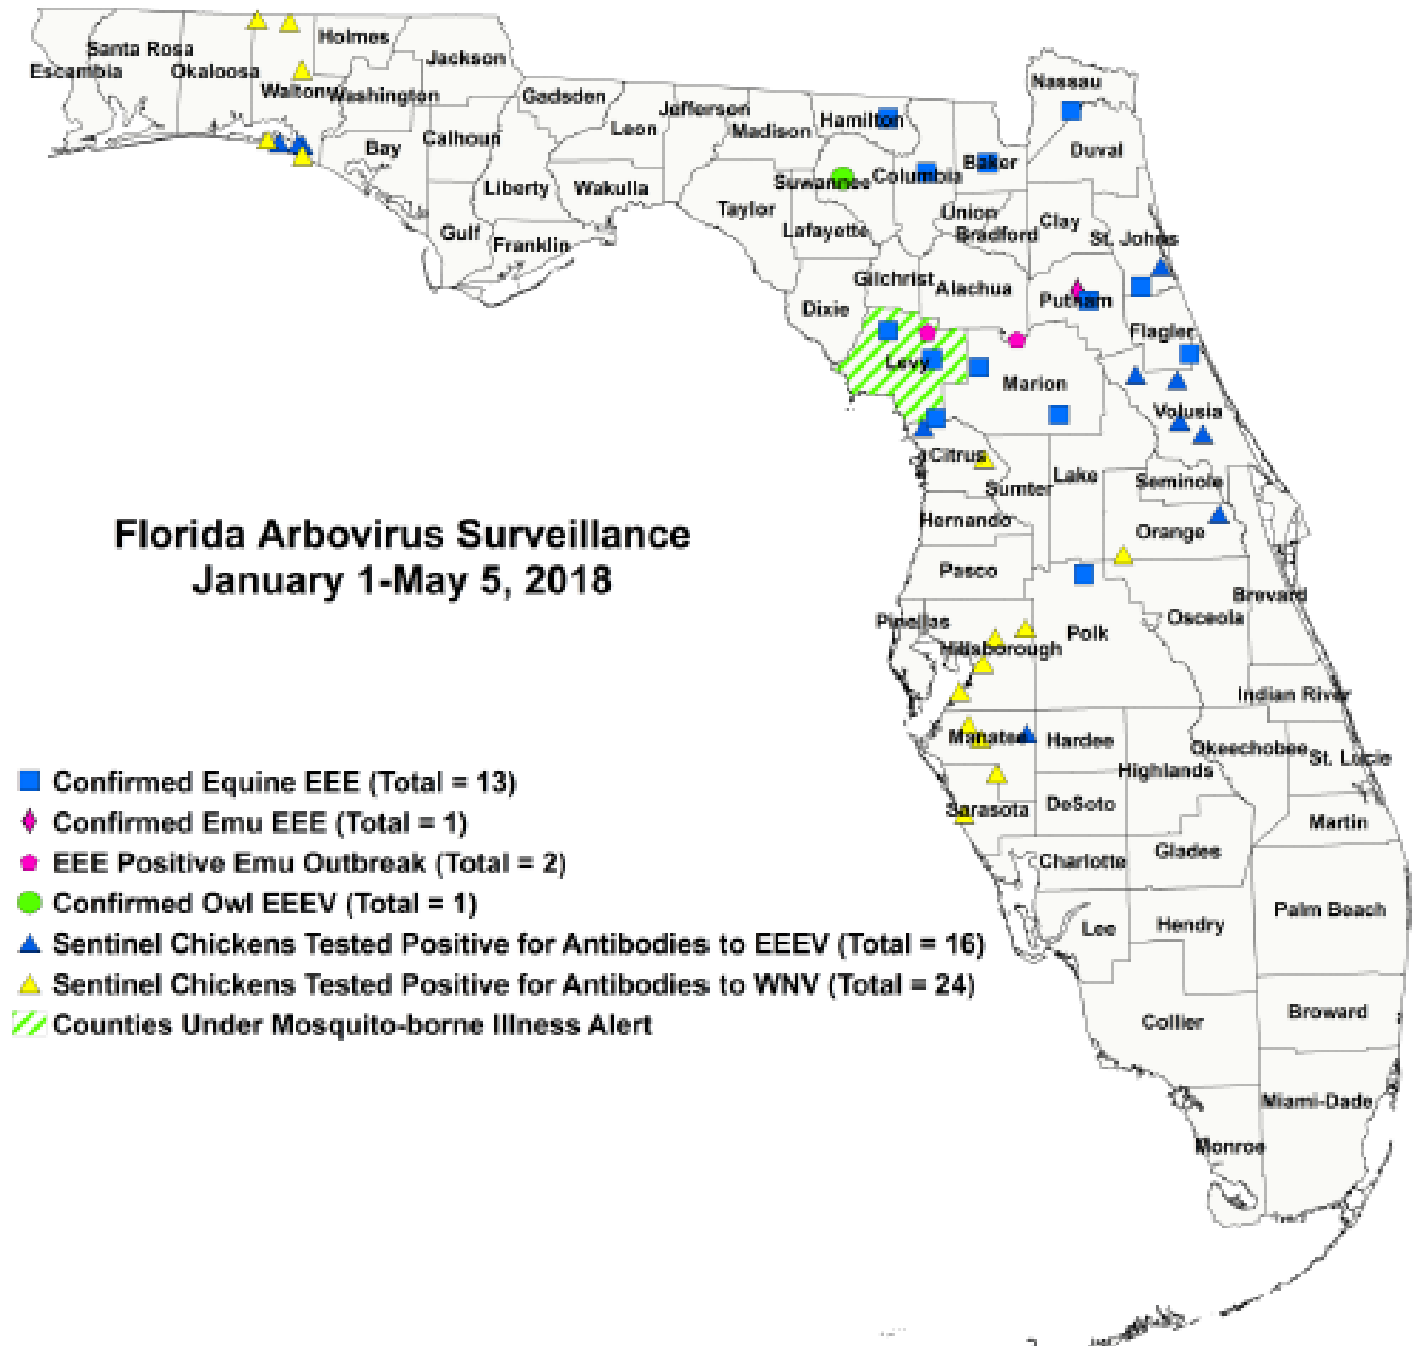 Holmes
Santa Rosa
Jackson
Escambia
Okaloosa
Walton
Washington
Gadsden
Nassau
Jefferson
Leon
Madison
Hamilton
Calhoun
Bay
Duval
Baker
Columbia
Suwannee
Liberty
Wakulla
Taylor
Union
Clay
Lafayette
Bradford
St. Johns
Gulf
Franklin
Gilchrist
Alachua
Putnam
Dixie
Flagler
Levy
Marion
Volusia
Citrus
Lake
Seminole
Sumter
Hernando
Orange
Florida Arbovirus Surveillance
January 1-May 5, 2018
Pasco
Brevard
Osceola
Pinellas
Polk
Hillsborough
Indian River
Manatee
Hardee
Okeechobee
St. Lucie
Highlands
Sarasota
DeSoto
Martin
Charlotte
Glades
Palm Beach
Hendry
Lee
Broward
Collier
Miami-Dade
Monroe
Confirmed Equine EEE (Total = 13)
Confirmed Emu EEE (Total = 1)
EEE Positive Emu Outbreak (Total = 2)
Confirmed Owl EEEV (Total = 1)
Sentinel Chickens Tested Positive for Antibodies to EEEV (Total = 16)
Sentinel Chickens Tested Positive for Antibodies to WNV (Total = 24)
Counties Under Mosquito-borne Illness Alert